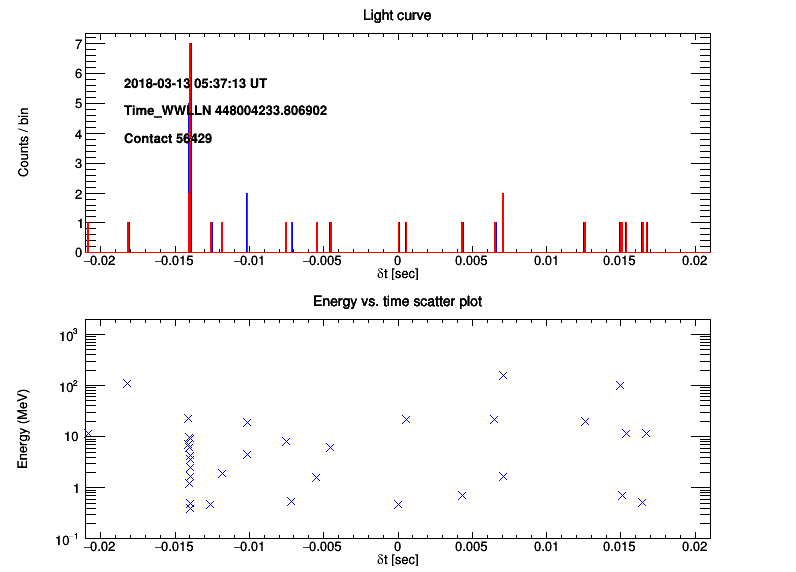 Light curve
Counts / bin
7
6
5
4
3
2
1
0
2018-03-13 05:37:13 UT
Time_WWLLN 448004233.806902
Contact 56429
−0.02 −0.015 −0.01 −0.005 0 0.005 0.01 0.015 0.02
δt [sec]
Energy vs. time scatter plot
Energy (MeV)
10³
10²
10
1
10⁻¹
−0.02 −0.015 −0.01 −0.005 0 0.005 0.01 0.015 0.02
δt [sec]